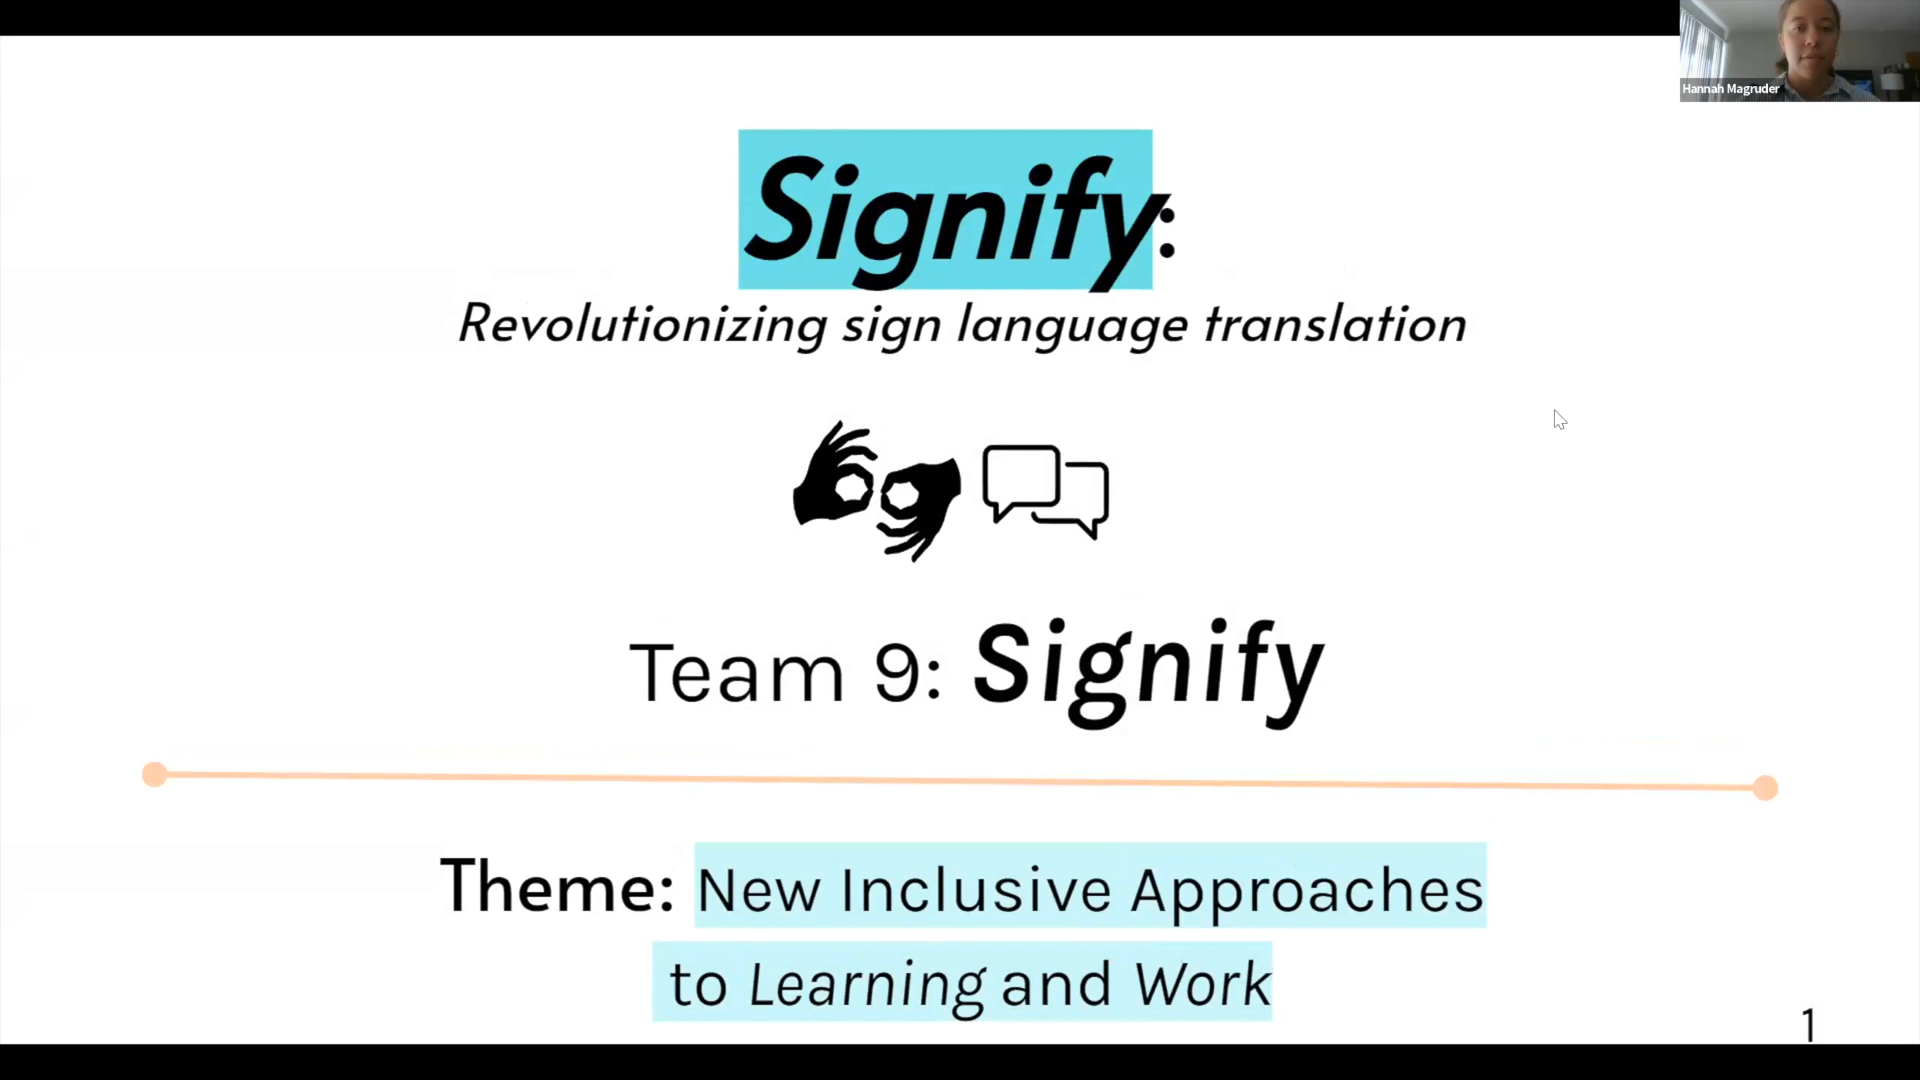 Hannah Magruder
Signify:
Revolutionizing sign language translation
Team 9: Signify
Theme: New Inclusive Approaches
to Learning and Work
1